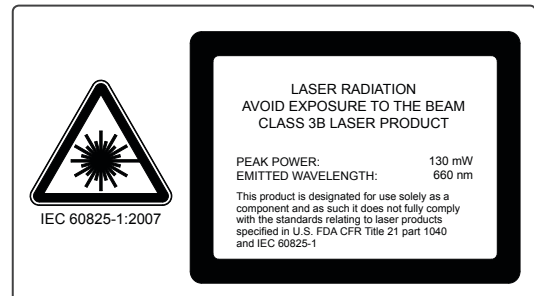 LASER RADIATION
AVOID EXPOSURE TO THE BEAM
CLASS 3B LASER PRODUCT
PEAK POWER: 130 mW
EMITTED WAVELENGTH: 660 nm
This product is designated for use solely as a
component and as such it does not fully comply
with the standards relating to laser products
specified in U.S. FDA CFR Title 21 part 1040
and IEC 60825-1
IEC 60825-1:2007